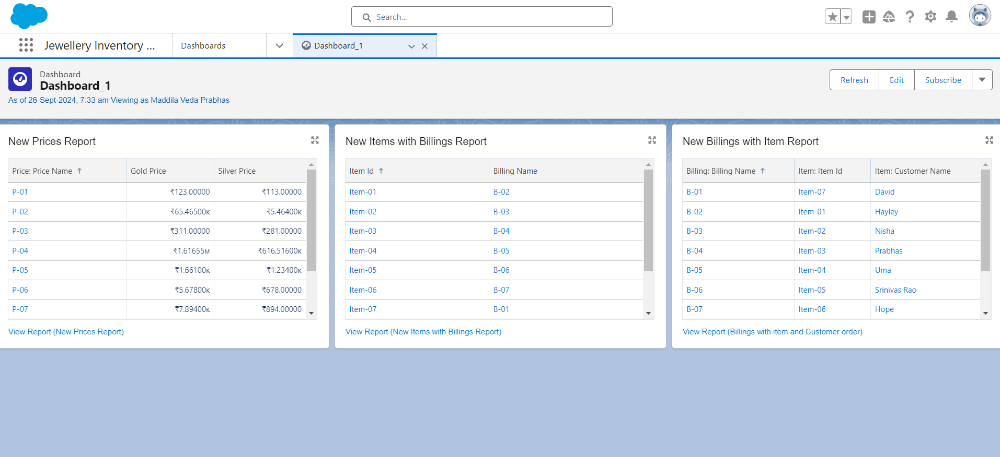 Search...
Jewellery Inventory ...
Dashboards
Dashboard_1
Dashboard
Dashboard_1
As of 26-Sept-2024, 7:33 am·Viewing as Maddila Veda Prabhas
Refresh
Edit
Subscribe
New Prices Report
Price: Price Name Gold Price Silver Price
P-01 ₹123.00000 ₹113.00000
P-02 ₹65.46500K ₹5.46400K
P-03 ₹311.00000 ₹281.00000
P-04 ₹1.61655M ₹616.51600K
P-05 ₹1.66100K ₹1.23400K
P-06 ₹5.67800K ₹678.00000
P-07 ₹7.89400K ₹894.00000
View Report (New Prices Report)
New Items with Billings Report
Item Id Billing Name
Item-01 B-02
Item-02 B-03
Item-03 B-04
Item-04 B-05
Item-05 B-06
Item-06 B-07
Item-07 B-01
View Report (New Items with Billings Report)
New Billings with Item Report
Billing: Billing Name Item: Item Id Item: Customer Name
B-01 Item-07 David
B-02 Item-01 Hayley
B-03 Item-02 Nisha
B-04 Item-03 Prabhas
B-05 Item-04 Uma
B-06 Item-05 Srinivas Rao
B-07 Item-06 Hope
View Report (Billings with item and Customer order)